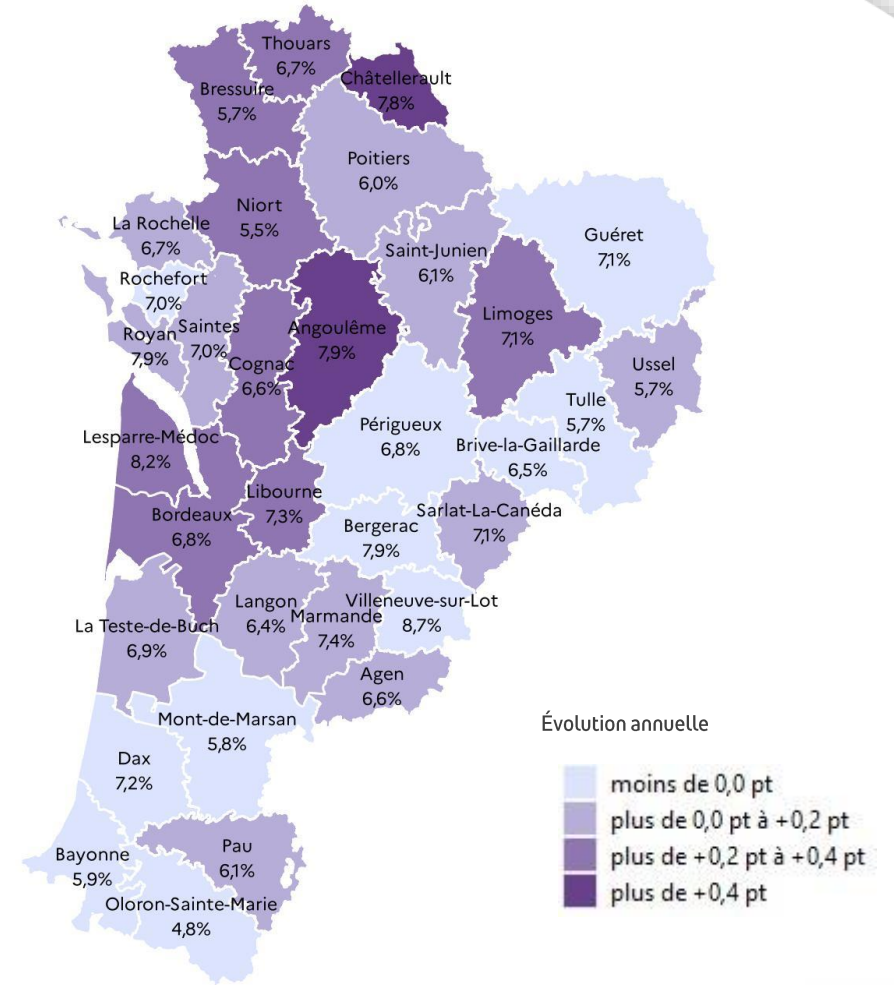 Thouars
6,7%
Châtellerault
7,8%
Bressuire
5,7%
Poitiers
6,0%
Niort
5,5%
La Rochelle
6,7%
Saint-Junien
6,1%
Guéret
7,1%
Rochefort
7,0%
Limoges
7,1%
Royan
7,9%
Saintes
7,0%
Angoulême
7,9%
Cognac
6,6%
Ussel
5,7%
Tulle
5,7%
Périgueux
6,8%
Lesparre-Médoc
8,2%
Brive-la-Gaillarde
6,5%
Libourne
7,3%
Bordeaux
6,8%
Bergerac
7,9%
Sarlat-La-Canéda
7,1%
Langon
6,4%
Marmande
7,4%
Villeneuve-sur-Lot
8,7%
La Teste-de-Buch
6,9%
Agen
6,6%
Mont-de-Marsan
5,8%
Dax
7,2%
Pau
6,1%
Bayonne
5,9%
Oloron-Sainte-Marie
4,8%
Évolution annuelle
moins de 0,0 pt
plus de 0,0 pt à +0,2 pt
plus de +0,2 pt à +0,4 pt
plus de +0,4 pt